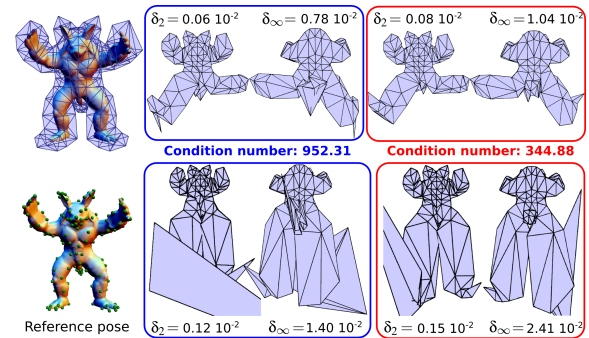 δ₂ = 0.06 10⁻² δ∞ = 0.78 10⁻² δ₂ = 0.08 10⁻² δ∞ = 1.04 10⁻²
Condition number: 952.31 Condition number: 344.88
Reference pose
δ₂ = 0.12 10⁻² δ∞ = 1.40 10⁻² δ₂ = 0.15 10⁻² δ∞ = 2.41 10⁻²